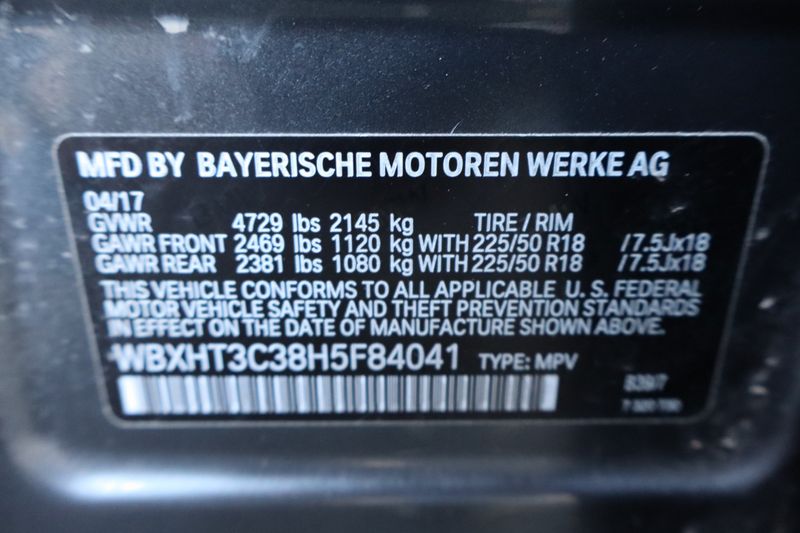 MFD BY BAYERISCHE MOTOREN WERKE AG
04/17
GVWR 4729 lbs 2145 kg TIRE / RIM
GAWR FRONT 2469 lbs 1120 kg WITH 225/50 R18 /7.5Jx18
GAWR REAR 2381 lbs 1080 kg WITH 225/50 R18 /7.5Jx18
THIS VEHICLE CONFORMS TO ALL APPLICABLE U. S. FEDERAL
MOTOR VEHICLE SAFETY AND THEFT PREVENTION STANDARDS
IN EFFECT ON THE DATE OF MANUFACTURE SHOWN ABOVE.
WBXHT3C38H5F84041 TYPE: MPV